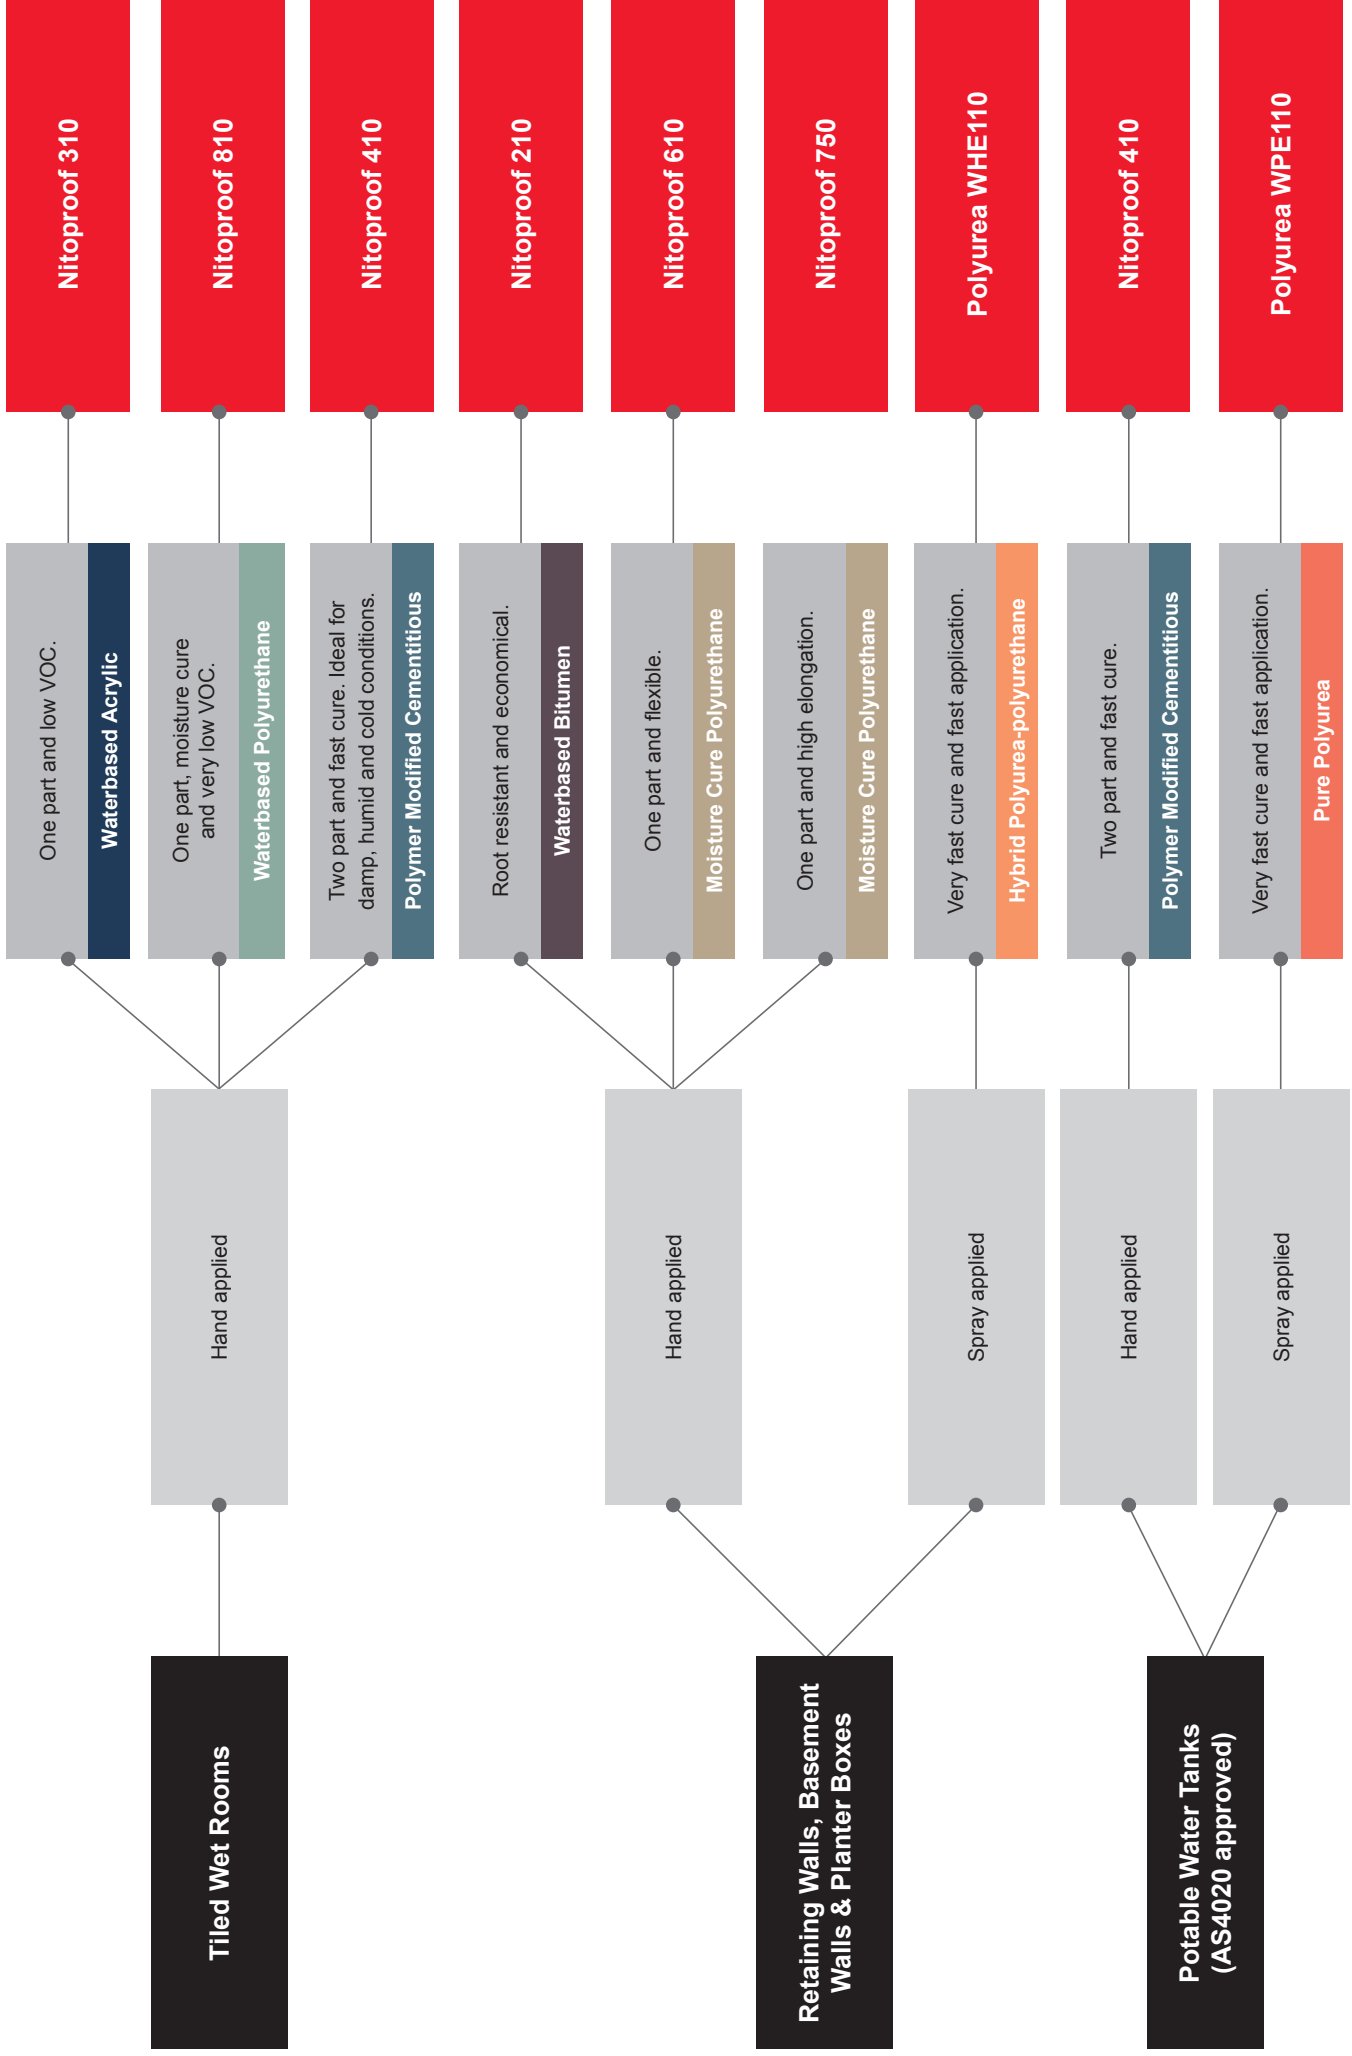 Tiled Wet Rooms
Hand applied
One part and low VOC.
Waterbased Acrylic
Nitoproof 310
One part, moisture cure
and very low VOC.
Waterbased Polyurethane
Nitoproof 810
Two part and fast cure. Ideal for
damp, humid and cold conditions.
Polymer Modified Cementitious
Nitoproof 410
Retaining Walls, Basement
Walls & Planter Boxes
Hand applied
Root resistant and economical.
Waterbased Bitumen
Nitoproof 210
One part and flexible.
Moisture Cure Polyurethane
Nitoproof 610
One part and high elongation.
Moisture Cure Polyurethane
Nitoproof 750
Spray applied
Very fast cure and fast application.
Hybrid Polyurea-polyurethane
Polyurea WHE110
Potable Water Tanks
(AS4020 approved)
Hand applied
Two part and fast cure.
Polymer Modified Cementitious
Nitoproof 410
Spray applied
Very fast cure and fast application.
Pure Polyurea
Polyurea WPE110